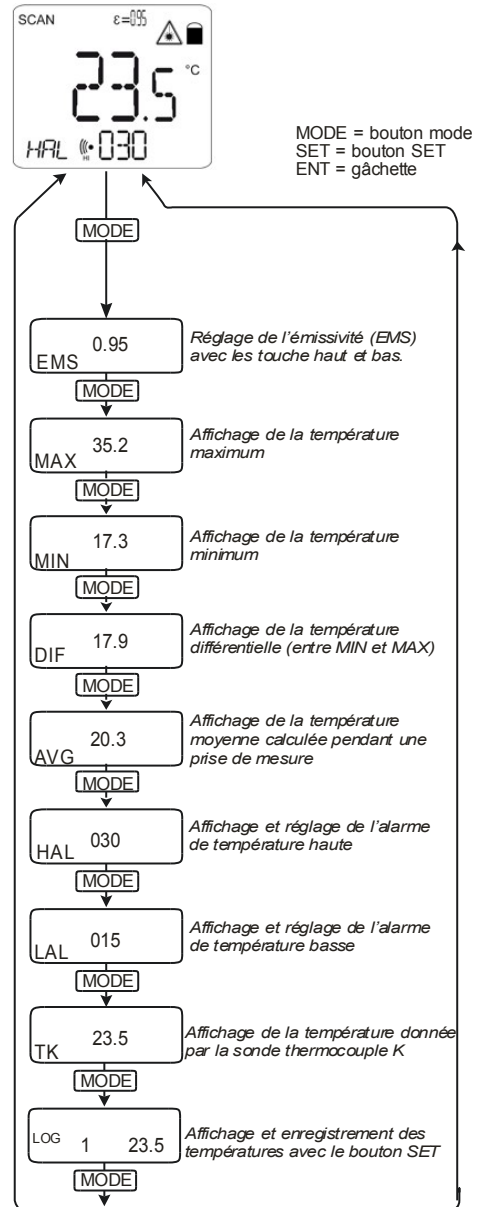 SCAN ε=0.95
23.5 °C
HAL HI 030
MODE = bouton mode
SET = bouton SET
ENT = gâchette
MODE
0.95
EMS
Réglage de l'émissivité (EMS)
avec les touche haut et bas.
MODE
35.2
MAX
Affichage de la température
maximum
MODE
17.3
MIN
Affichage de la température
minimum
MODE
17.9
DIF
Affichage de la température
différentielle (entre MIN et MAX)
MODE
20.3
AVG
Affichage de la température
moyenne calculée pendant une
prise de mesure
MODE
HAL 030
Affichage et réglage de l'alarme
de température haute
MODE
LAL 015
Affichage et réglage de l'alarme
de température basse
MODE
23.5
TK
Affichage de la température donnée
par la sonde thermocouple K
MODE
LOG 1 23.5
Affichage et enregistrement des
températures avec le bouton SET
MODE